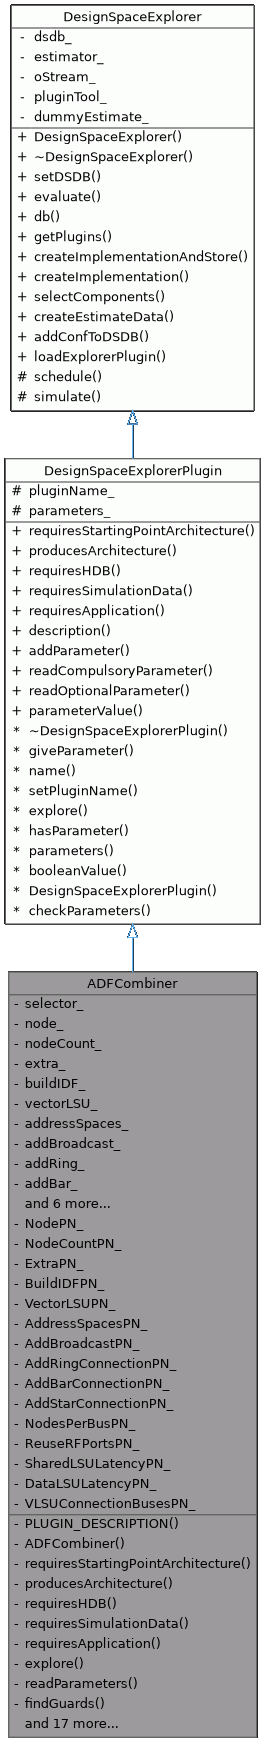 DesignSpaceExplorer
- dsdb_
- estimator_
- oStream_
- pluginTool_
- dummyEstimate_
+ DesignSpaceExplorer()
+ ~DesignSpaceExplorer()
+ setDSDB()
+ evaluate()
+ db()
+ getPlugins()
+ createImplementationAndStore()
+ createImplementation()
+ selectComponents()
+ createEstimateData()
+ addConfToDSDB()
+ loadExplorerPlugin()
# schedule()
# simulate()
DesignSpaceExplorerPlugin
# pluginName_
# parameters_
+ requiresStartingPointArchitecture()
+ producesArchitecture()
+ requiresHDB()
+ requiresSimulationData()
+ requiresApplication()
+ description()
+ addParameter()
+ readCompulsoryParameter()
+ readOptionalParameter()
+ parameterValue()
* ~DesignSpaceExplorerPlugin()
* giveParameter()
* name()
* setPluginName()
* explore()
* hasParameter()
* parameters()
* booleanValue()
* DesignSpaceExplorerPlugin()
* checkParameters()
ADFCombiner
- selector_
- node_
- nodeCount_
- extra_
- buildIDF_
- vectorLSU_
- addressSpaces_
- addBroadcast_
- addRing_
- addBar_
and 6 more...
- NodePN_
- NodeCountPN_
- ExtraPN_
- BuildIDFPN_
- VectorLSUPN_
- AddressSpacesPN_
- AddBroadcastPN_
- AddRingConnectionPN_
- AddBarConnectionPN_
- AddStarConnectionPN_
- NodesPerBusPN_
- ReuseRFPortsPN_
- SharedLSULatencyPN_
- DataLSULatencyPN_
- VLSUConnectionBusesPN_
- PLUGIN_DESCRIPTION()
- ADFCombiner()
- requiresStartingPointArchitecture()
- producesArchitecture()
- requiresHDB()
- requiresSimulationData()
- requiresApplication()
- explore()
- readParameters()
- findGuards()
and 17 more...